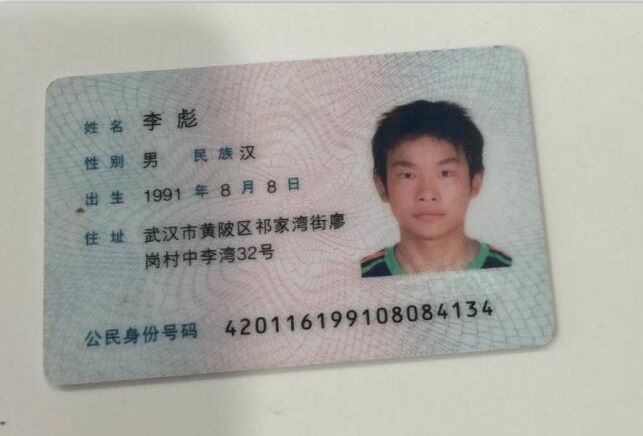 姓名 李彪
性别 男 民族 汉
出生 1991 年 8 月 8 日
住址 武汉市黄陂区祁家湾街廖
岗村中李湾32号
公民身份号码 420116199108084134